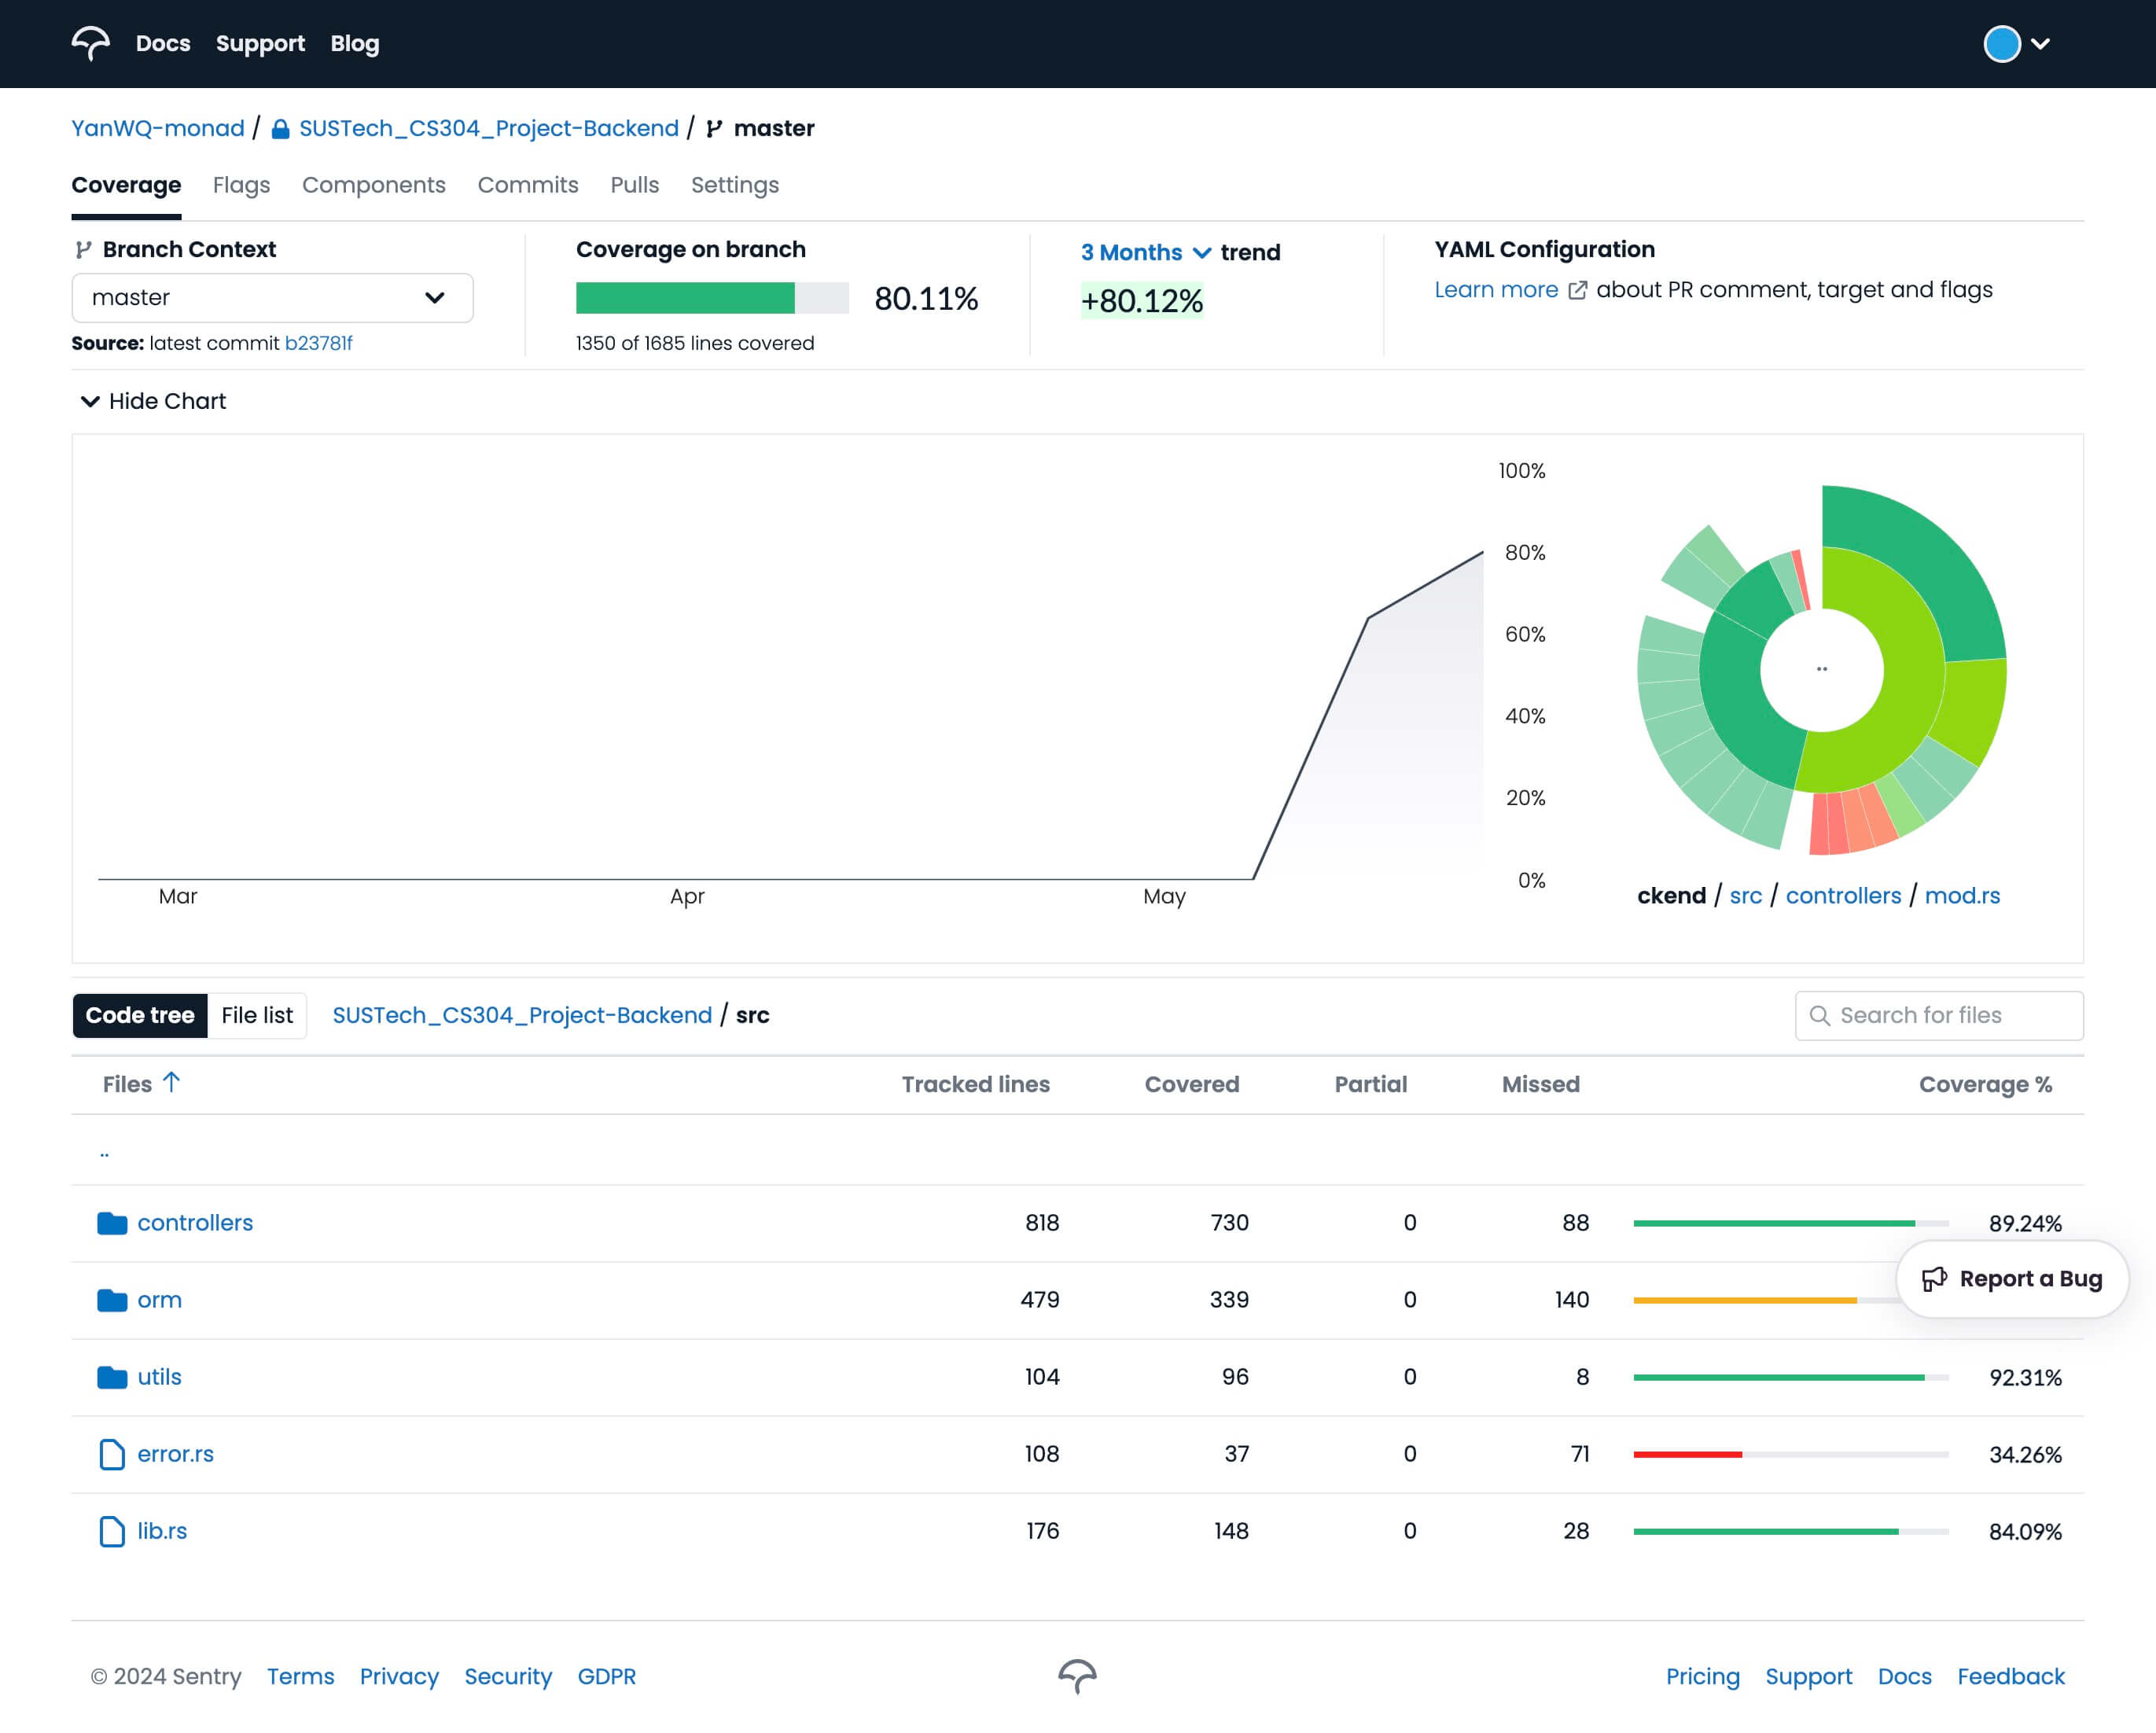 Docs Support Blog
YanWQ-monad / SUSTech_CS304_Project-Backend / master
Coverage Flags Components Commits Pulls Settings
Branch Context
master
Source: latest commit b23781f
Coverage on branch
80.11%
1350 of 1685 lines covered
3 Months trend
+80.12%
YAML Configuration
Learn more about PR comment, target and flags
Hide Chart
100%
80%
60%
40%
20%
0%
Mar Apr May
..
ckend / src / controllers / mod.rs
Code tree File list SUSTech_CS304_Project-Backend / src Search for files
Files Tracked lines Covered Partial Missed Coverage %
..
controllers 818 730 0 88 89.24%
orm 479 339 0 140
Report a Bug
utils 104 96 0 8 92.31%
error.rs 108 37 0 71 34.26%
lib.rs 176 148 0 28 84.09%
© 2024 Sentry Terms Privacy Security GDPR Pricing Support Docs Feedback